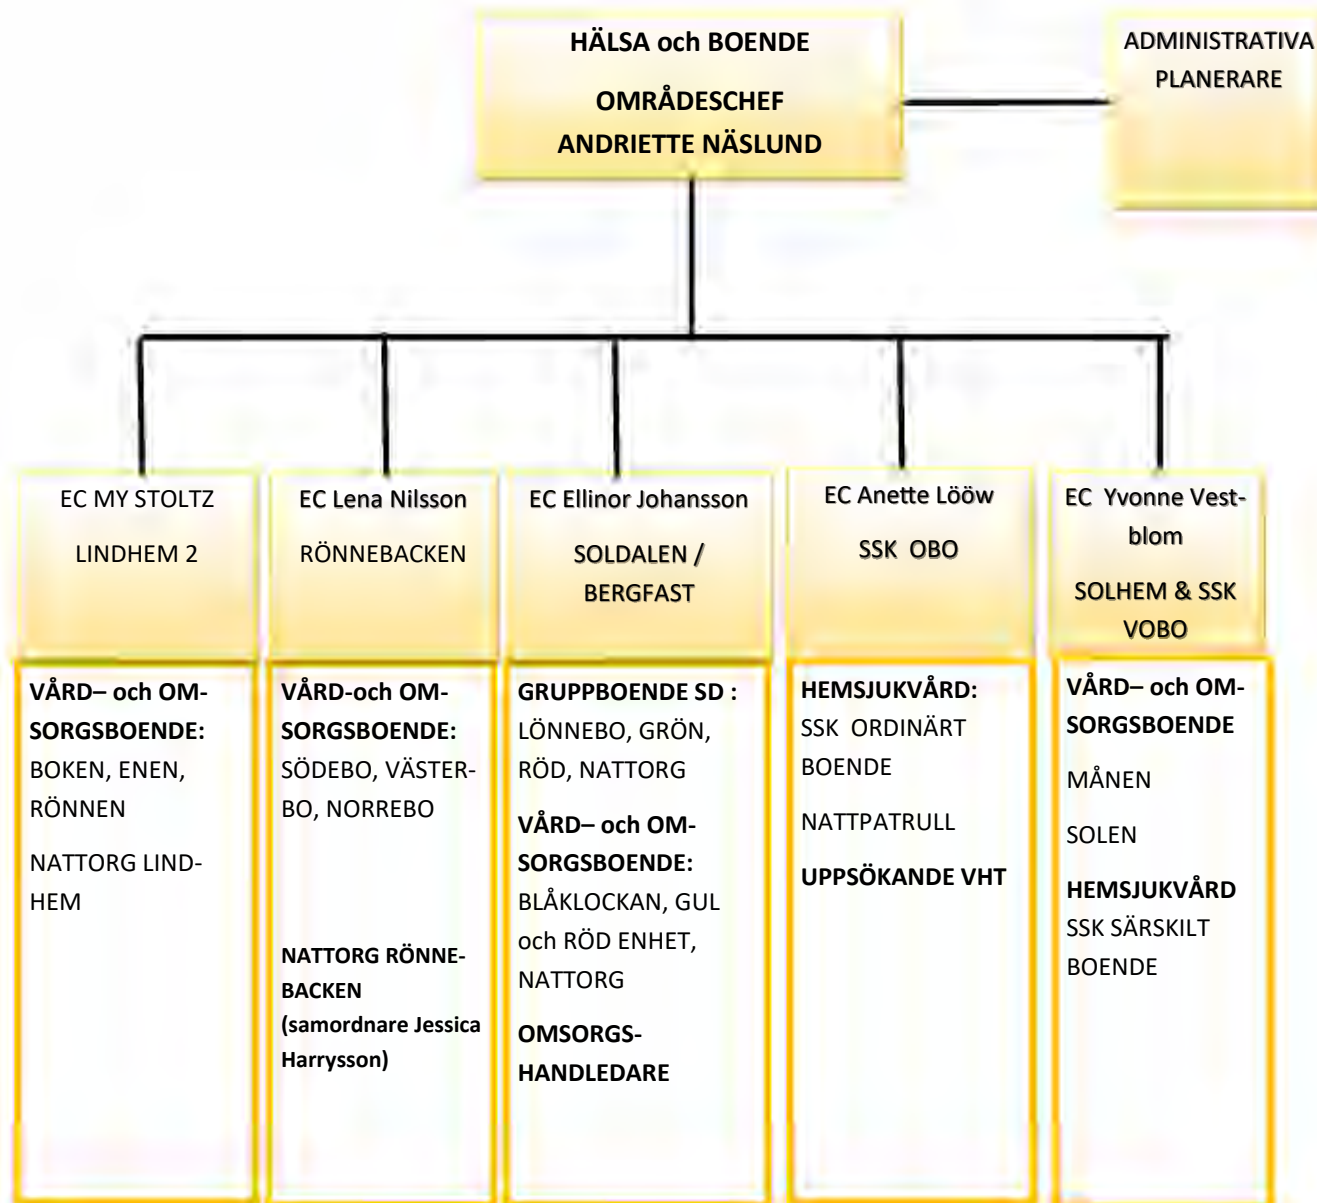 HÄLSA och BOENDE
OMRÅDESCHEF
ANDRIETTE NÄSLUND
ADMINISTRATIVA
PLANERARE
EC MY STOLTZ
LINDHEM 2
VÅRD– och OM-
SORGSBOENDE:
BOKEN, ENEN,
RÖNNEN
NATTORG LIND-
HEM
EC Lena Nilsson
RÖNNEBACKEN
VÅRD-och OM-
SORGSBOENDE:
SÖDEBO, VÄSTER-
BO, NORREBO
NATTORG RÖNNE-
BACKEN
(samordnare Jessica
Harrysson)
EC Ellinor Johansson
SOLDALEN /
BERGFAST
GRUPPBOENDE SD :
LÖNNEBO, GRÖN,
RÖD, NATTORG
VÅRD– och OM-
SORGSBOENDE:
BLÅKLOCKAN, GUL
och RÖD ENHET,
NATTORG
OMSORGS-
HANDLEDARE
EC Anette Lööw
SSK OBO
HEMSJUKVÅRD:
SSK ORDINÄRT
BOENDE
NATTPATRULL
UPPSÖKANDE VHT
EC Yvonne Vest-
blom
SOLHEM & SSK
VOBO
VÅRD– och OM-
SORGSBOENDE
MÅNEN
SOLEN
HEMSJUKVÅRD
SSK SÄRSKILT
BOENDE